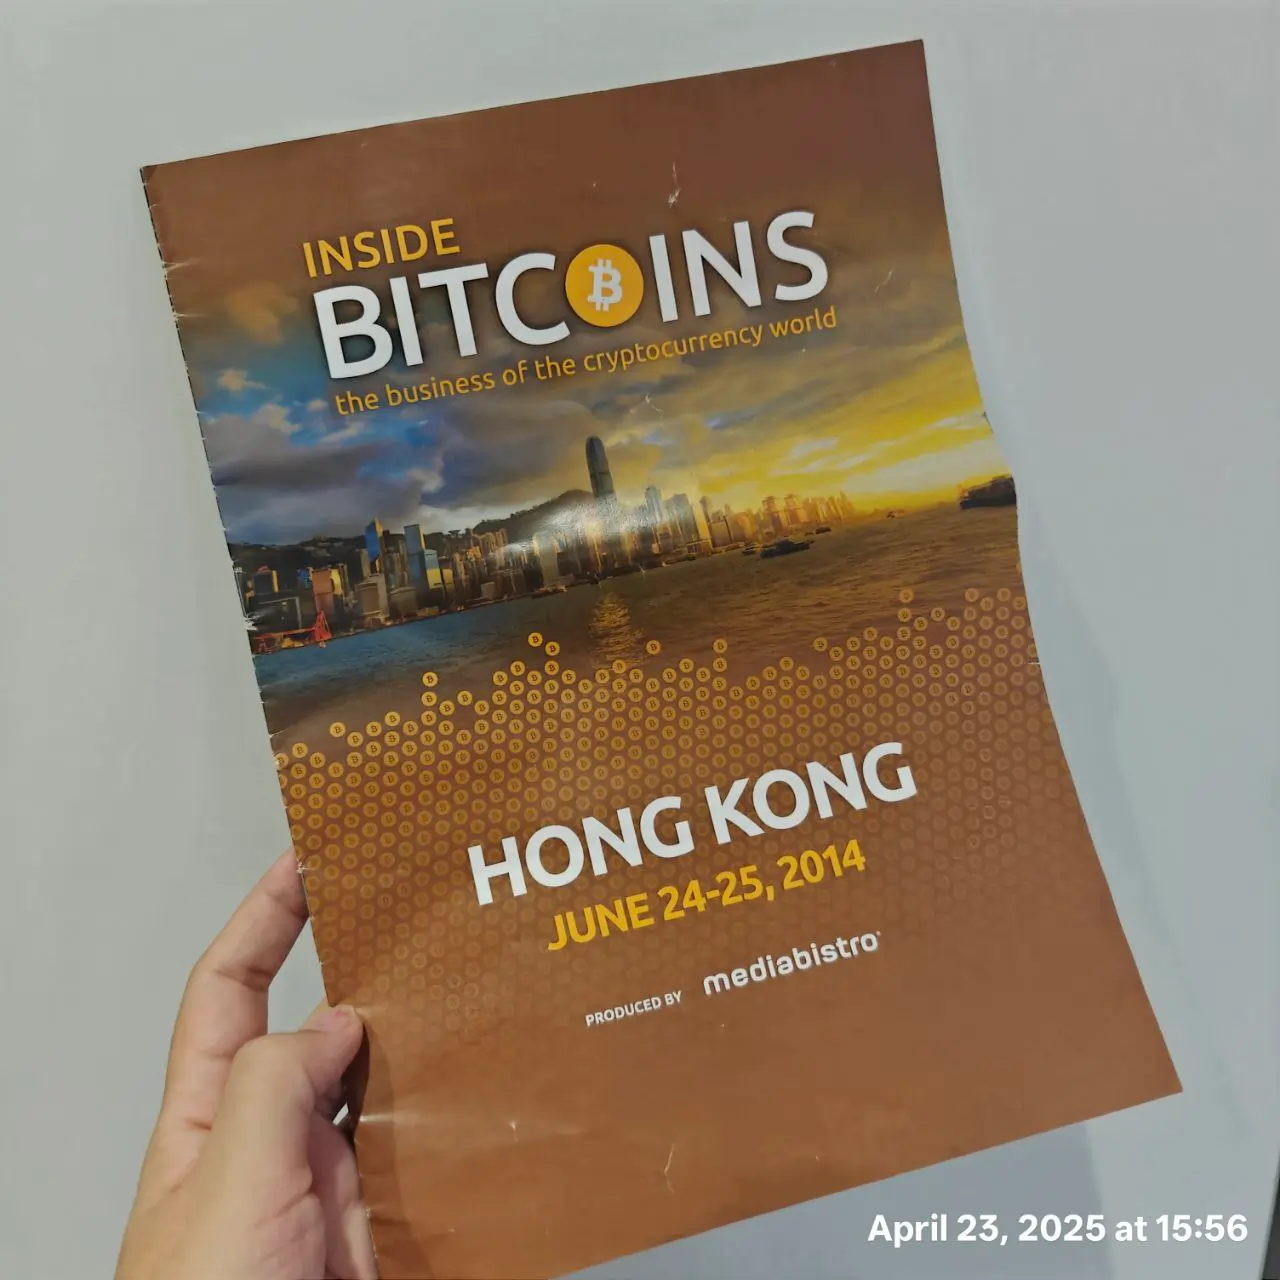 INSIDE
BITCOINS
the business of the cryptocurrency world
HONG KONG
JUNE 24-25, 2014
PRODUCED BY mediabistro
April 23, 2025 at 15:56